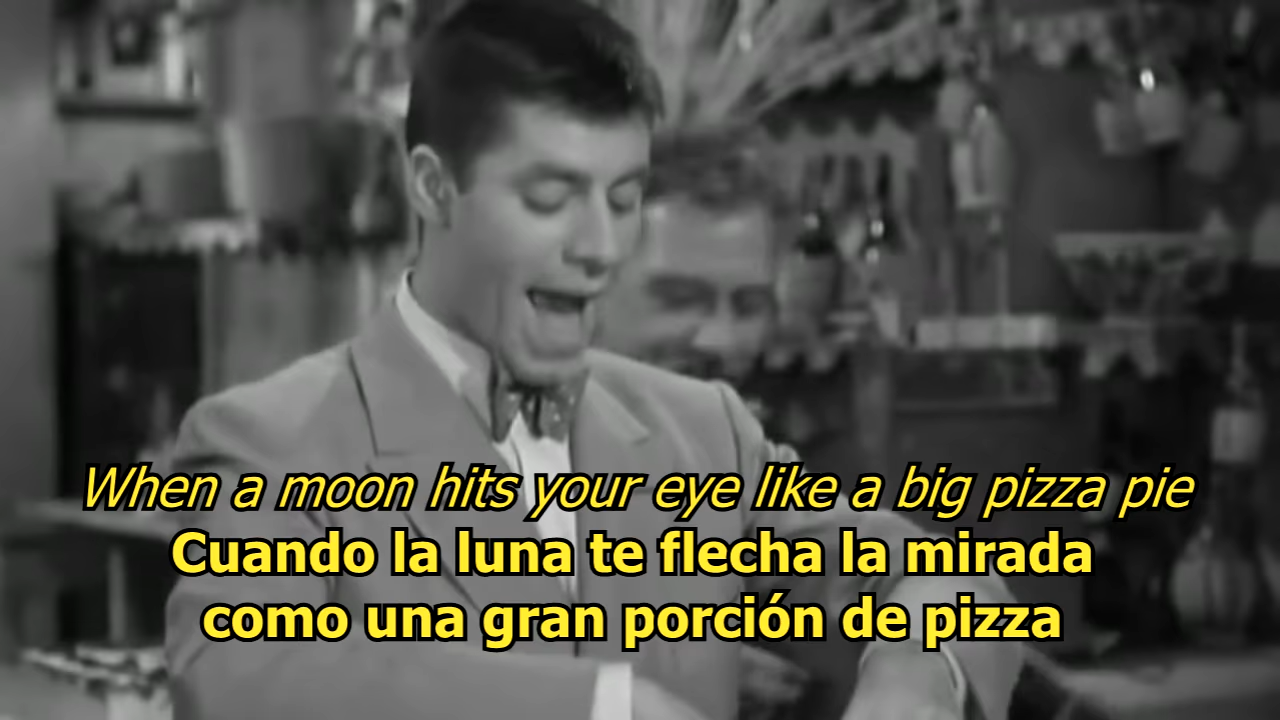 When a moon hits your eye like a big pizza pie
Cuando la luna te flecha la mirada
como una gran porción de pizza